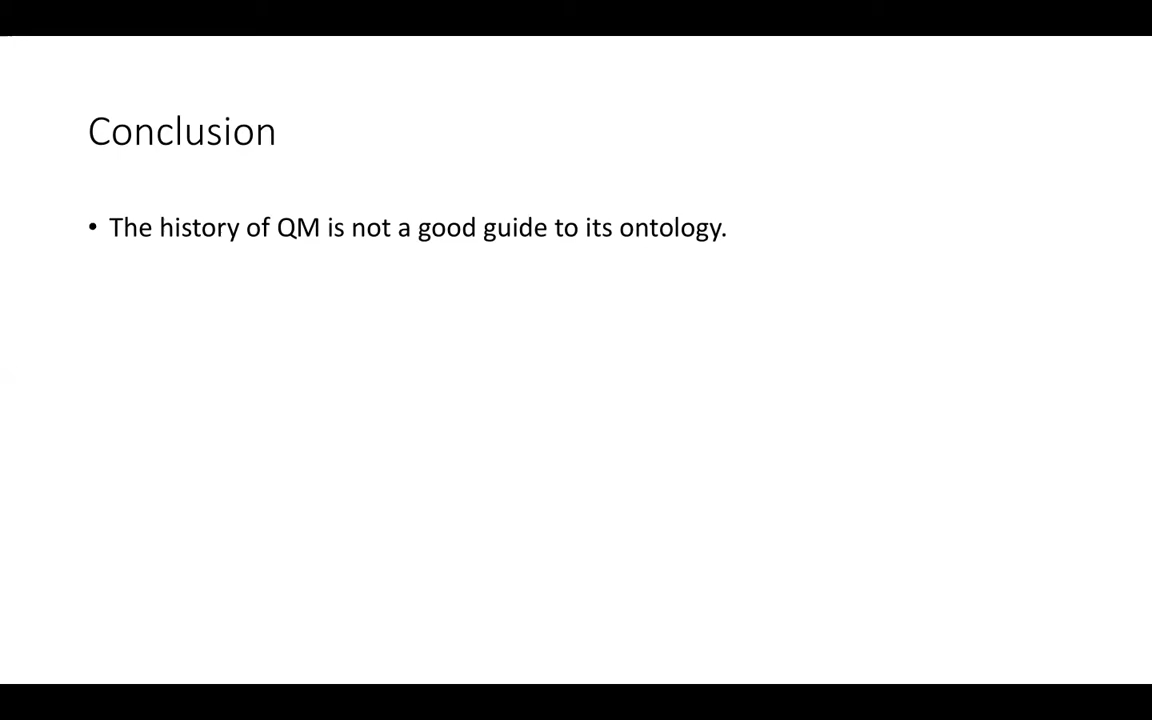 Conclusion
• The history of QM is not a good guide to its ontology.